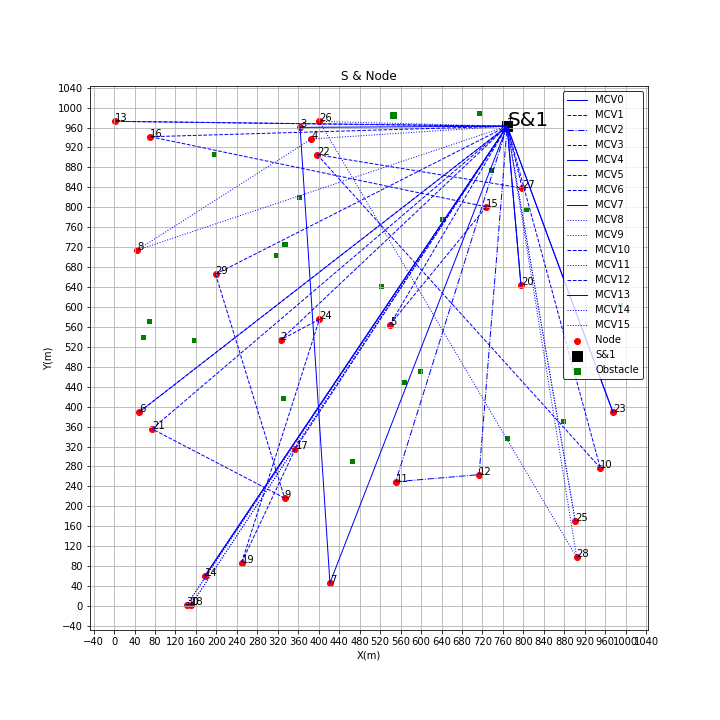 S & Node
Y(m)
1040
1000
960
920
880
840
800
760
720
680
640
600
560
520
480
440
400
360
320
280
240
200
160
120
80
40
0
−40
13
16
3
26
4
22
S&1
27
15
8
29
20
24
5
2
6
21
23
17
10
11
12
9
25
28
19
14
7
30
18
MCV0
MCV1
MCV2
MCV3
MCV4
MCV5
MCV6
MCV7
MCV8
MCV9
MCV10
MCV11
MCV12
MCV13
MCV14
MCV15
Node
S&1
Obstacle
−40 0 40 80 120 160 200 240 280 320 360 400 440 480 520 560 600 640 680 720 760 800 840 880 920 960 1000 1040
X(m)